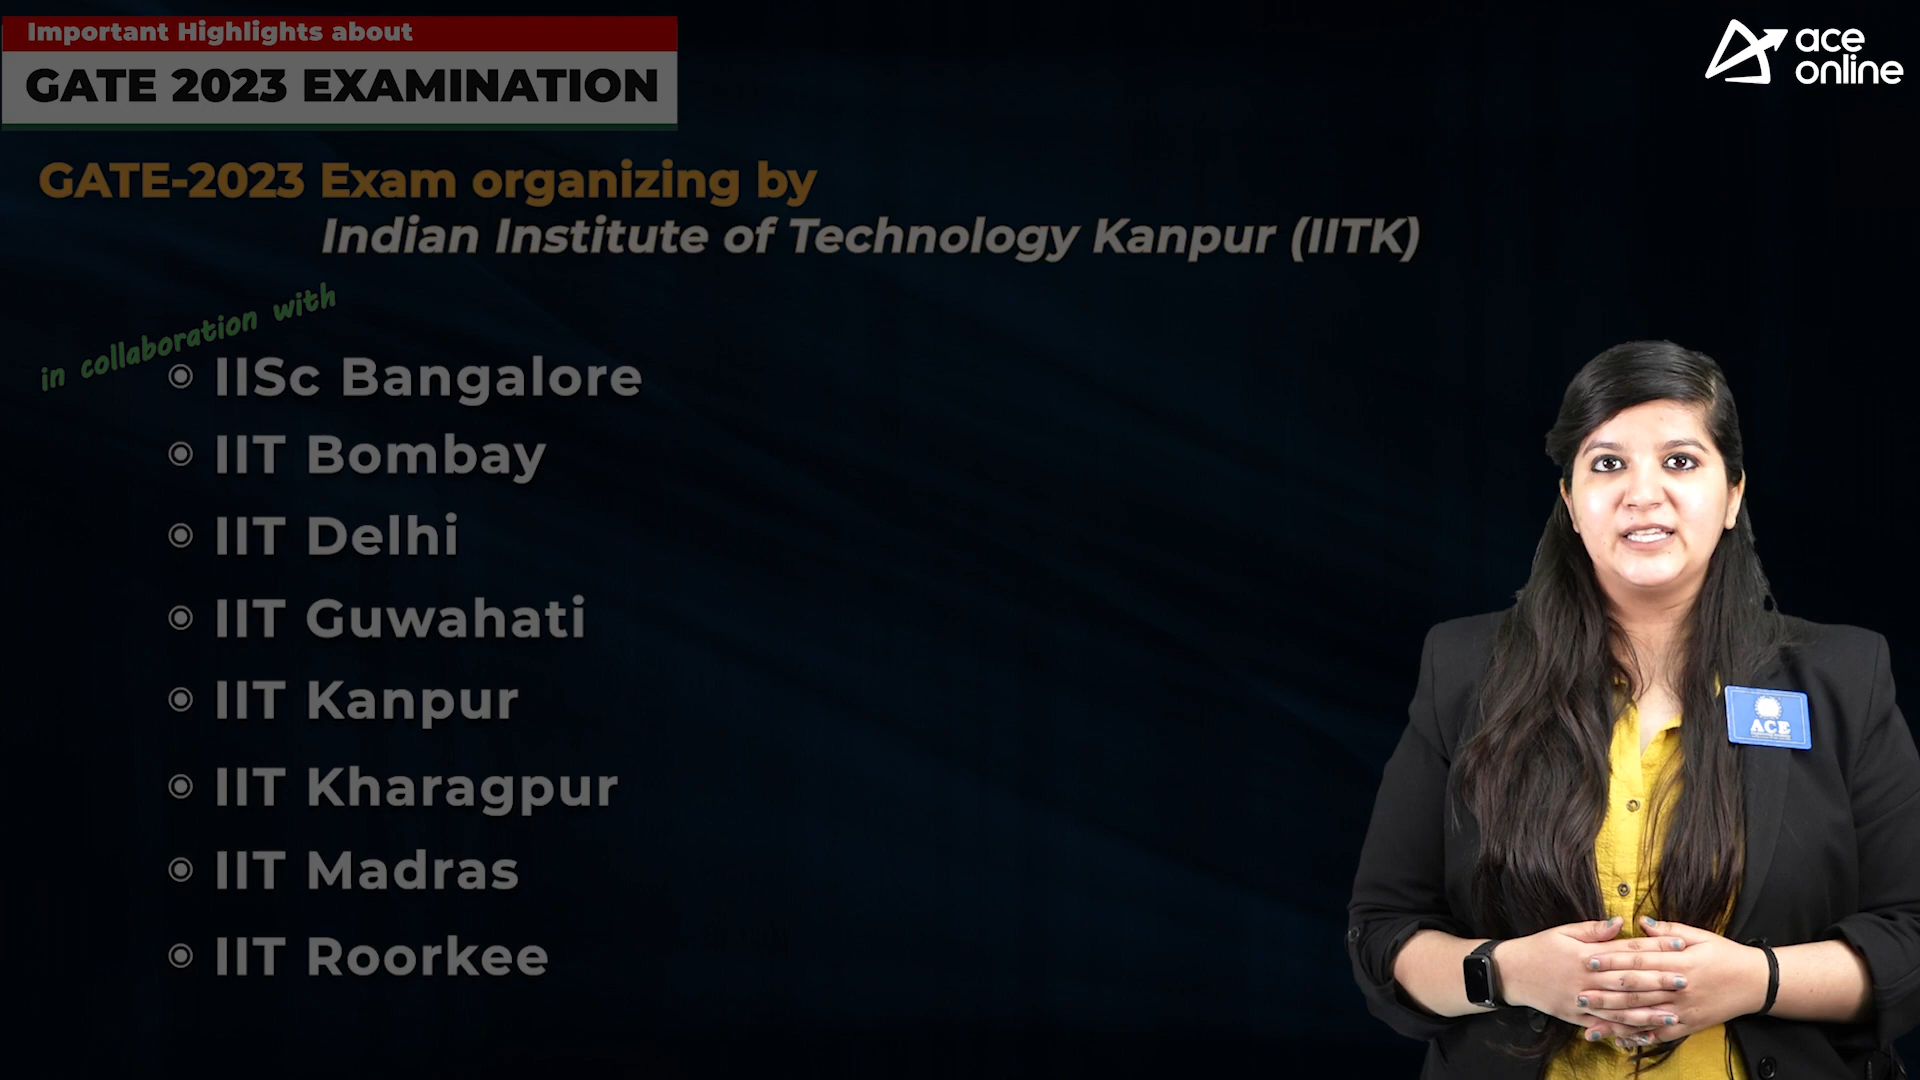 Important Highlights about
GATE 2023 EXAMINATION
ace
online
GATE-2023 Exam organizing by
Indian Institute of Technology Kanpur (IITK)
in collaboration with
IISc Bangalore
IIT Bombay
IIT Delhi
IIT Guwahati
IIT Kanpur
IIT Kharagpur
IIT Madras
IIT Roorkee
ACE